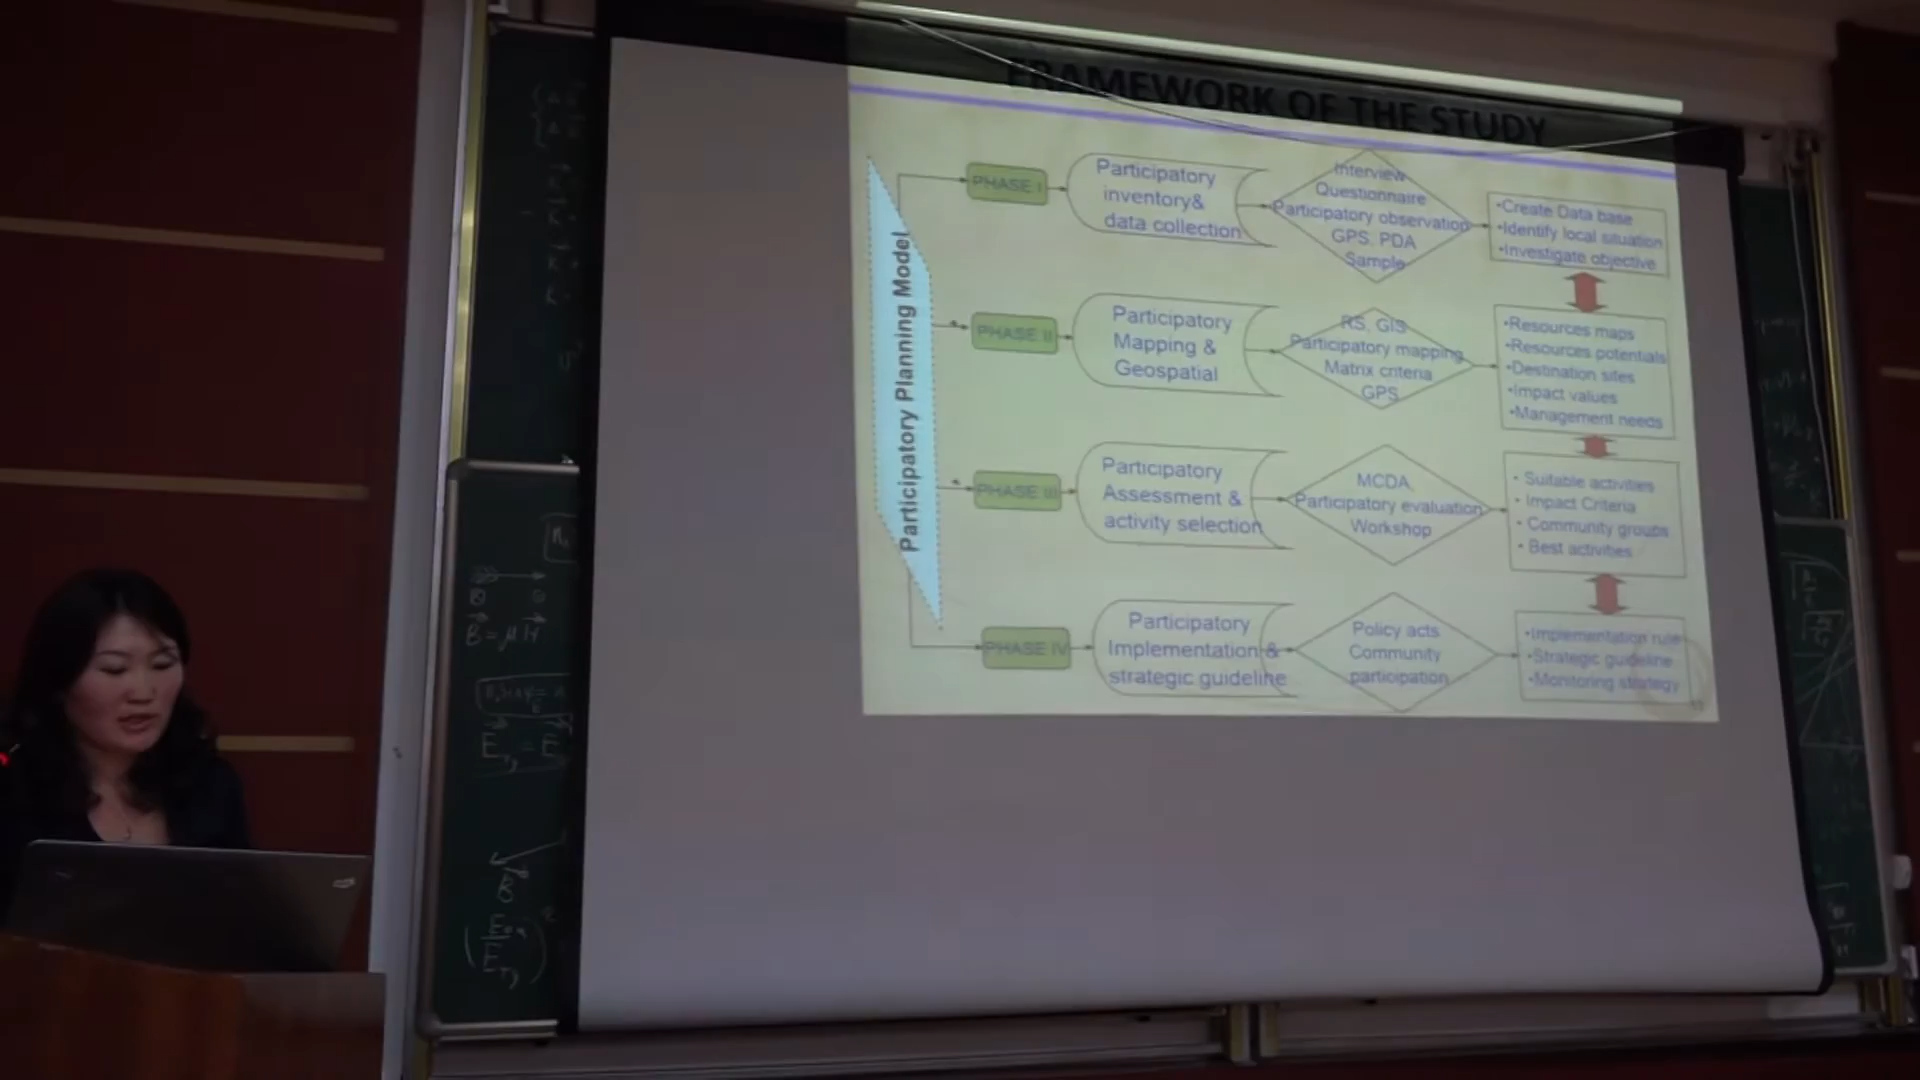 FRAMEWORK OF THE STUDY
Participatory Planning Model
PHASE I
Participatory
inventory&
data collection
Interview
Questionnaire
Participatory observation
GPS, PDA
Sample
•Create Data base
•Identify local situation
•Investigate objective
PHASE II
Participatory
Mapping &
Geospatial
RS, GIS
Participatory mapping
Matrix criteria
GPS
•Resources maps
•Resources potentials
•Destination sites
•Impact values
•Management needs
PHASE III
Participatory
Assessment &
activity selection
MCDA
Participatory evaluation
Workshop
• Suitable activities
• Impact Criteria
• Community groups
• Best activities
PHASE IV
Participatory
Implementation &
strategic guideline
Policy acts
Community
participation
•Implementation rule
•Strategic guideline
•Monitoring strategy
B = μ H